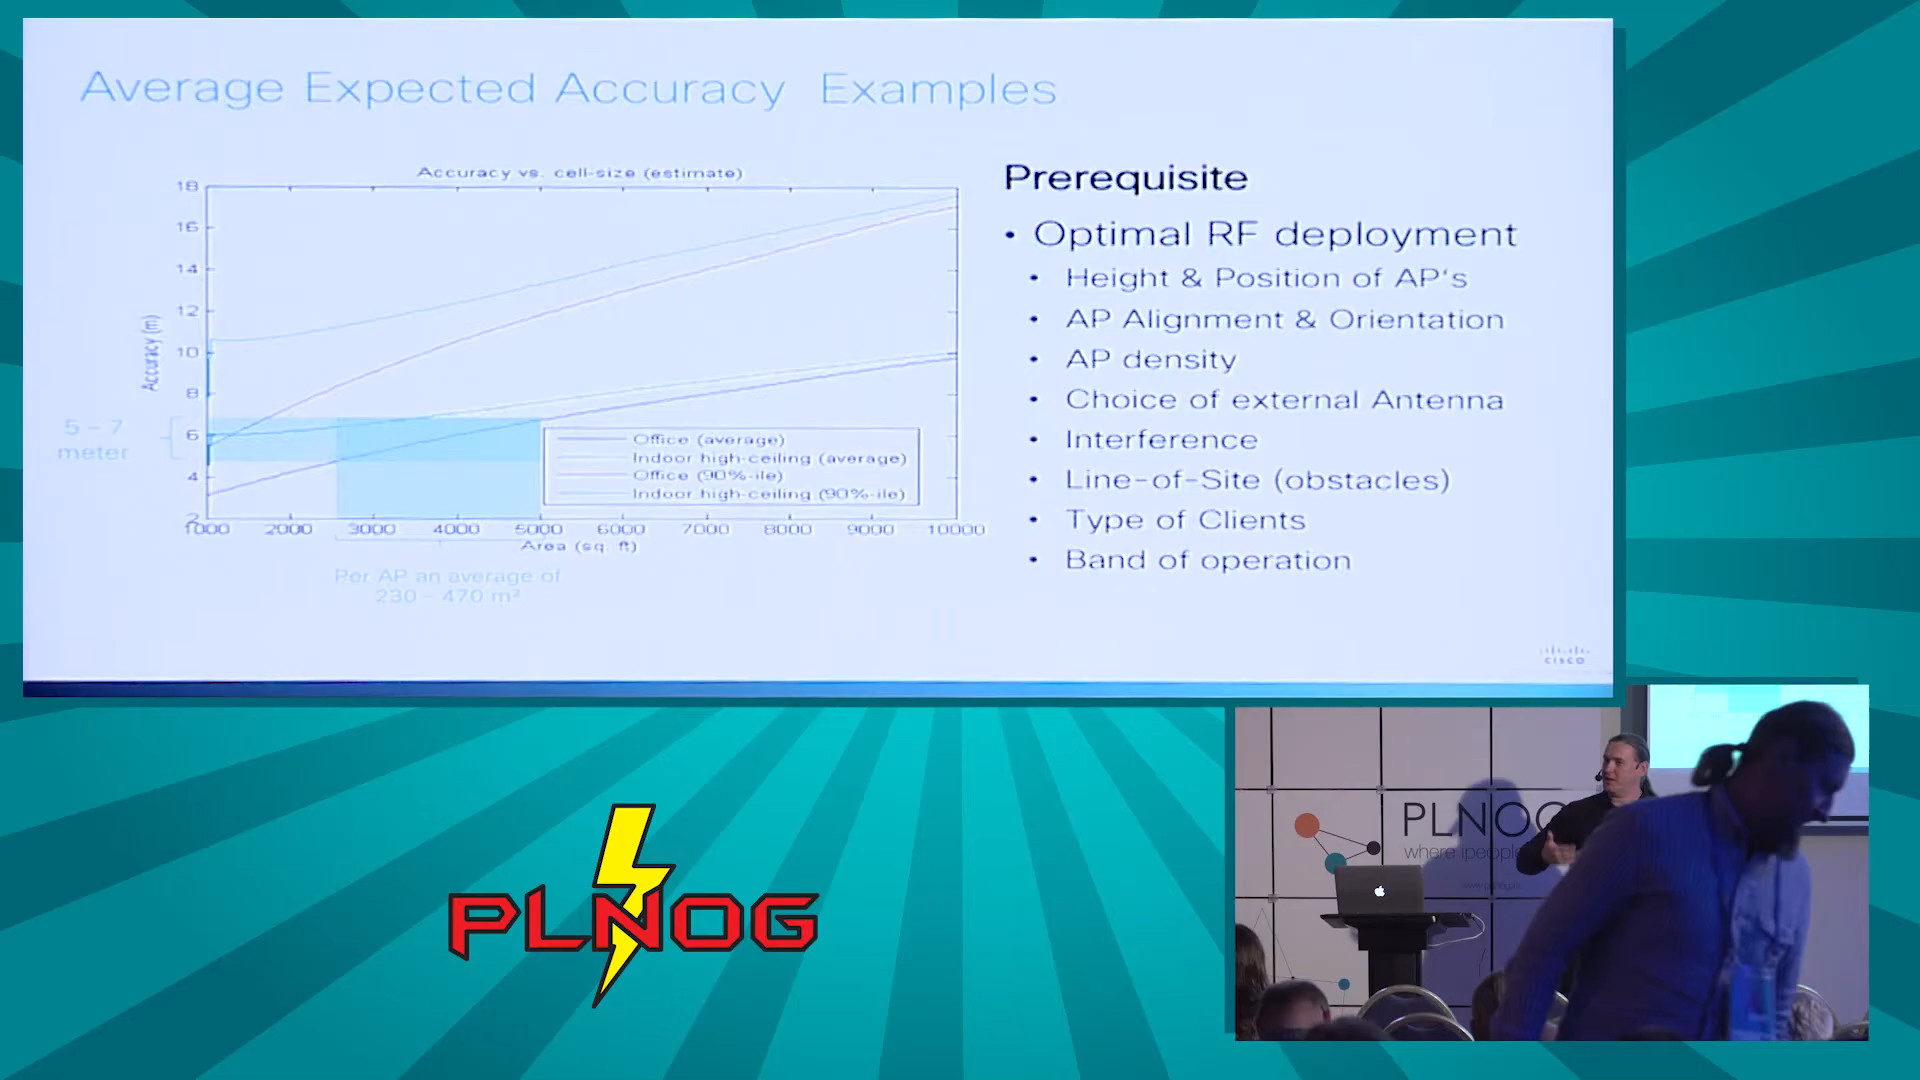 Average Expected Accuracy Examples
Accuracy vs. cell-size (estimate)
18
16
14
12
10
8
6
4
2
Accuracy (m)
5 - 7
meter
Office (average)
Indoor high-ceiling (average)
Office (90%-ile)
Indoor high-ceiling (90%-ile)
1000 2000 3000 4000 5000 6000 7000 8000 9000 10000
Area (sq. ft)
Per AP an average of
230 - 470 m²
Prerequisite
• Optimal RF deployment
• Height & Position of AP's
• AP Alignment & Orientation
• AP density
• Choice of external Antenna
• Interference
• Line-of-Site (obstacles)
• Type of Clients
• Band of operation
CISCO
PLNOG
PLNOG
where ipeople